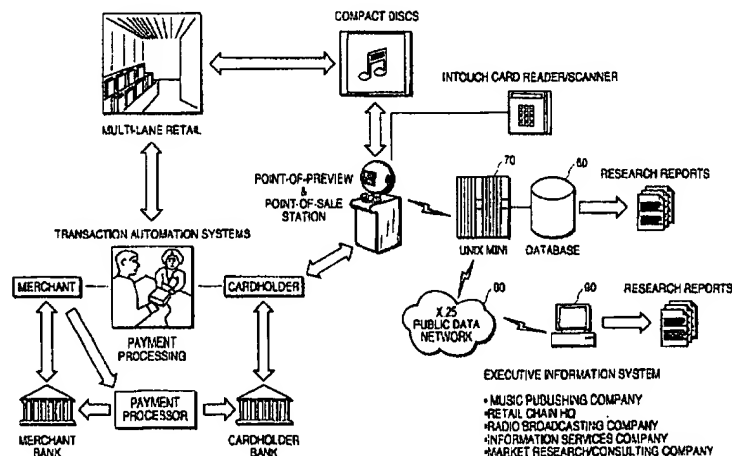 COMPACT DISCS
INTOUCH CARD READER/SCANNER
MULTI-LANE RETAIL
POINT-OF-PREVIEW
&
POINT-OF-SALE
STATION
70
60
RESEARCH REPORTS
UNIX MINI
DATABASE
TRANSACTION AUTOMATION SYSTEMS
MERCHANT
CARDHOLDER
PAYMENT
PROCESSING
80
X.25
PUBLIC DATA
NETWORK
90
RESEARCH REPORTS
PAYMENT
PROCESSOR
MERCHANT
BANK
CARDHOLDER
BANK
EXECUTIVE INFORMATION SYSTEM
• MUSIC PUBLISHING COMPANY
• RETAIL CHAIN HQ
• RADIO BROADCASTING COMPANY
• INFORMATION SERVICES COMPANY
• MARKET RESEARCH/CONSULTING COMPANY